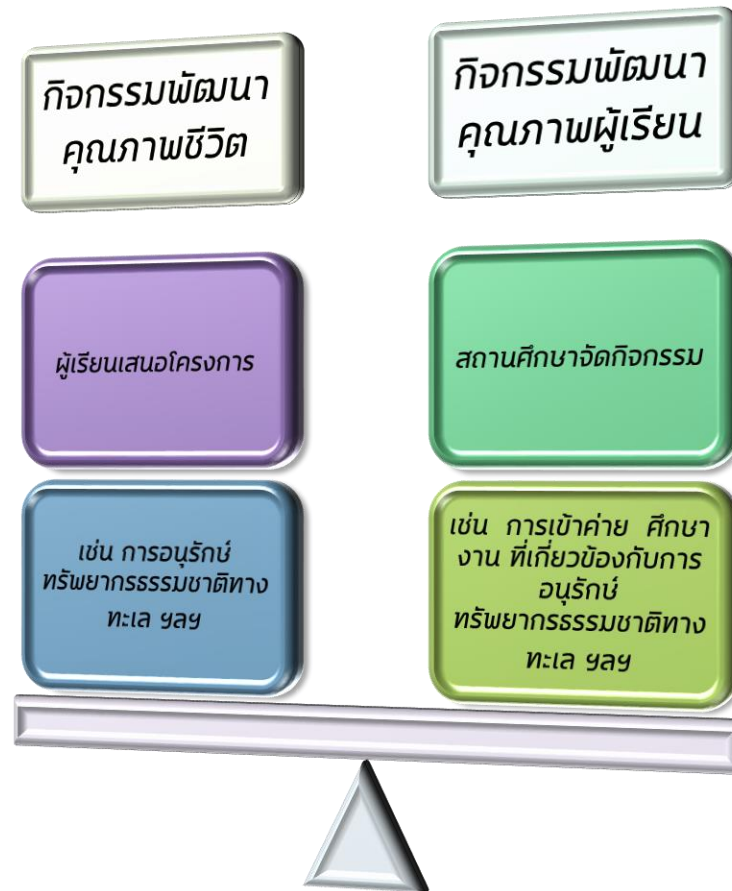 กิจกรรมพัฒนา
คุณภาพชีวิต
กิจกรรมพัฒนา
คุณภาพผู้เรียน
ผู้เรียนเสนอโครงการ
สถานศึกษาจัดกิจกรรม
เช่น การอนุรักษ์
ทรัพยากรธรรมชาติทาง
ทะเล ฯลฯ
เช่น การเข้าค่าย ศึกษา
งาน ที่เกี่ยวข้องกับการ
อนุรักษ์
ทรัพยากรธรรมชาติทาง
ทะเล ฯลฯ